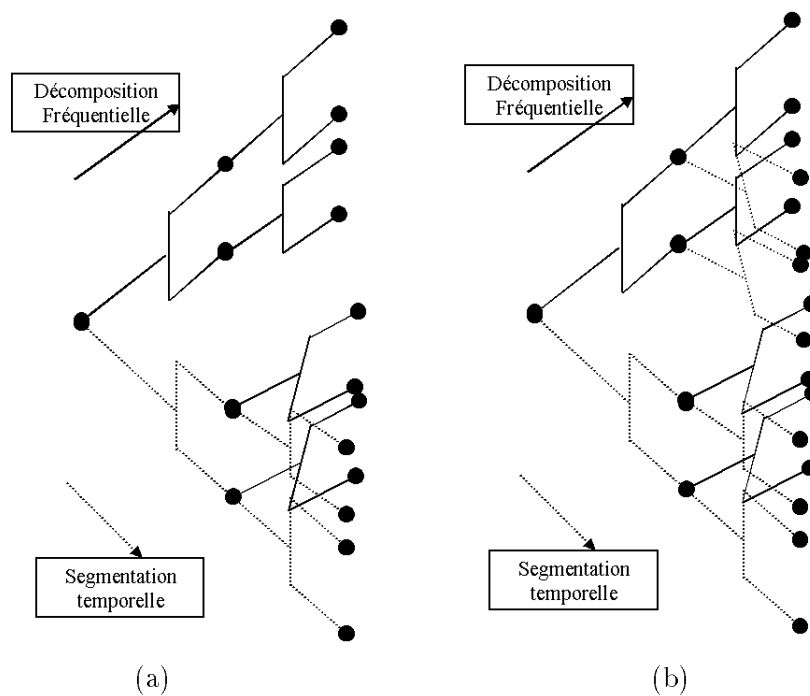 Décomposition
Fréquentielle
Segmentation
temporelle
(a)
Décomposition
Fréquentielle
Segmentation
temporelle
(b)